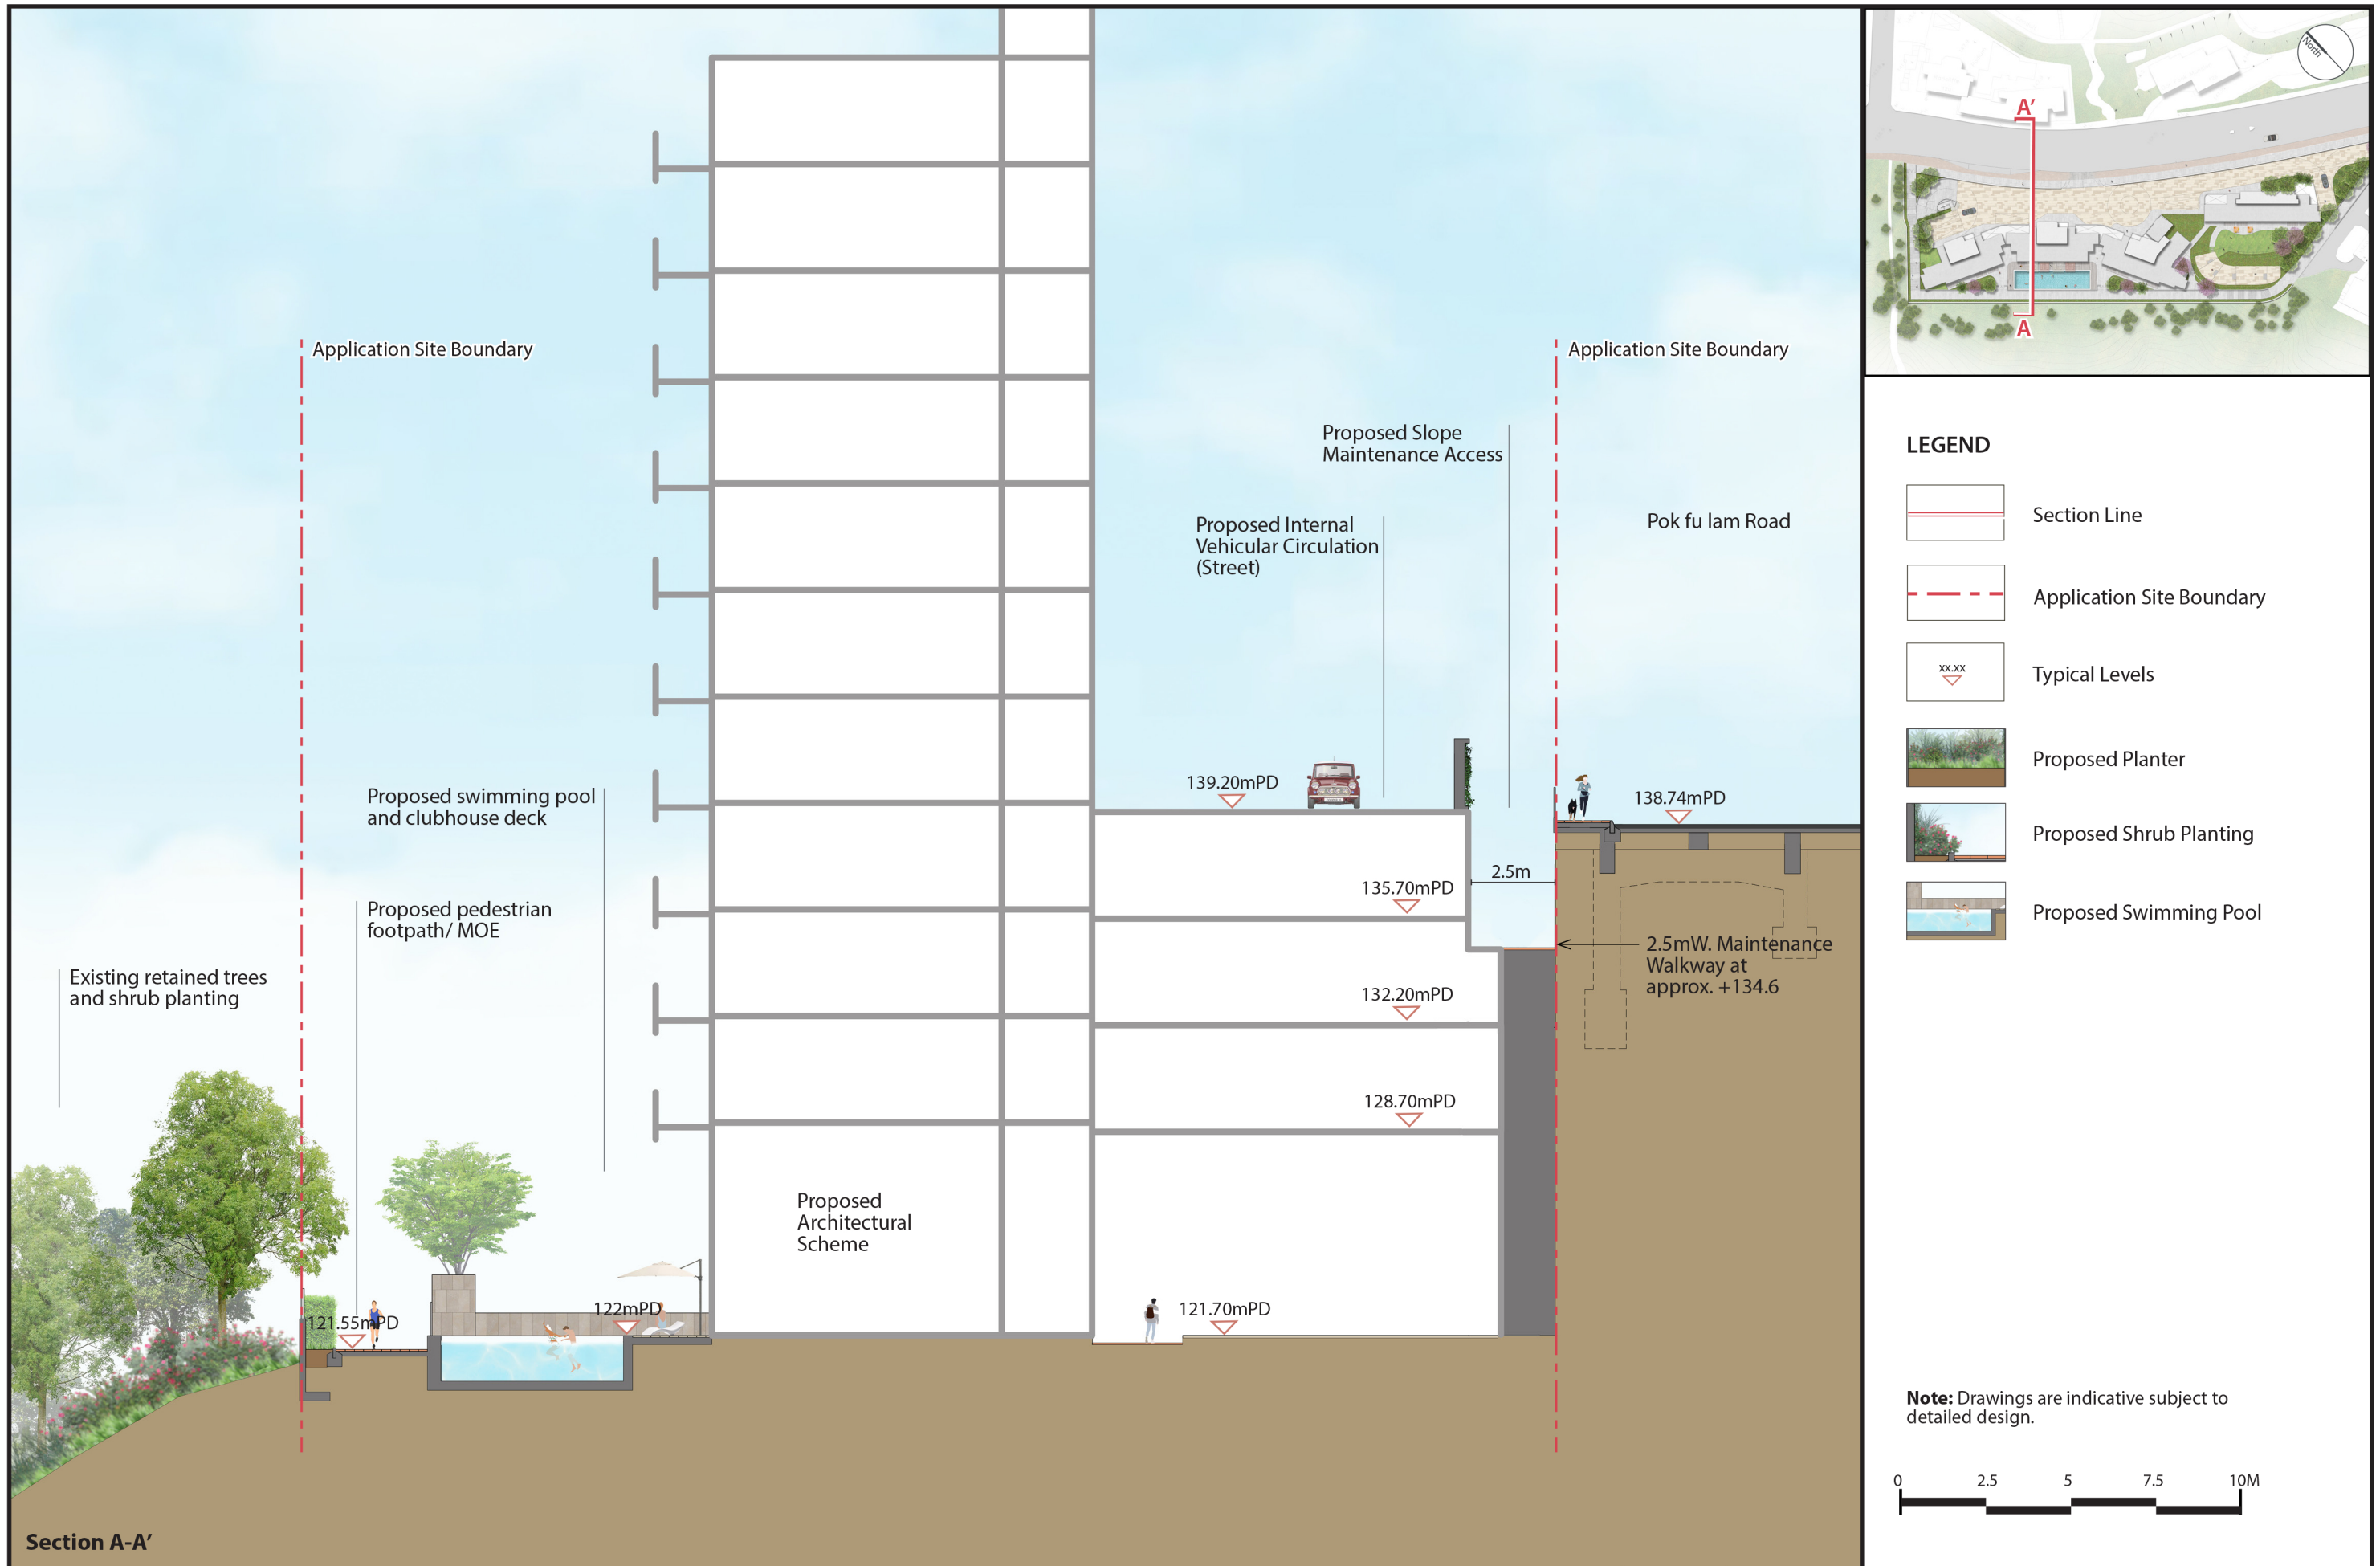 Application Site Boundary
Application Site Boundary
Proposed Slope
Maintenance Access
Proposed Internal
Vehicular Circulation
(Street)
Pok fu lam Road
Proposed swimming pool
and clubhouse deck
Proposed pedestrian
footpath/ MOE
Existing retained trees
and shrub planting
139.20mPD
138.74mPD
2.5m
135.70mPD
2.5mW. Maintenance
Walkway at
approx. +134.6
132.20mPD
128.70mPD
Proposed
Architectural
Scheme
121.55mPD
122mPD
121.70mPD
Section A-A’
North
A’
A
LEGEND
Section Line
Application Site Boundary
xx.xx
Typical Levels
Proposed Planter
Proposed Shrub Planting
Proposed Swimming Pool
Note: Drawings are indicative subject to
detailed design.
0 2.5 5 7.5 10M